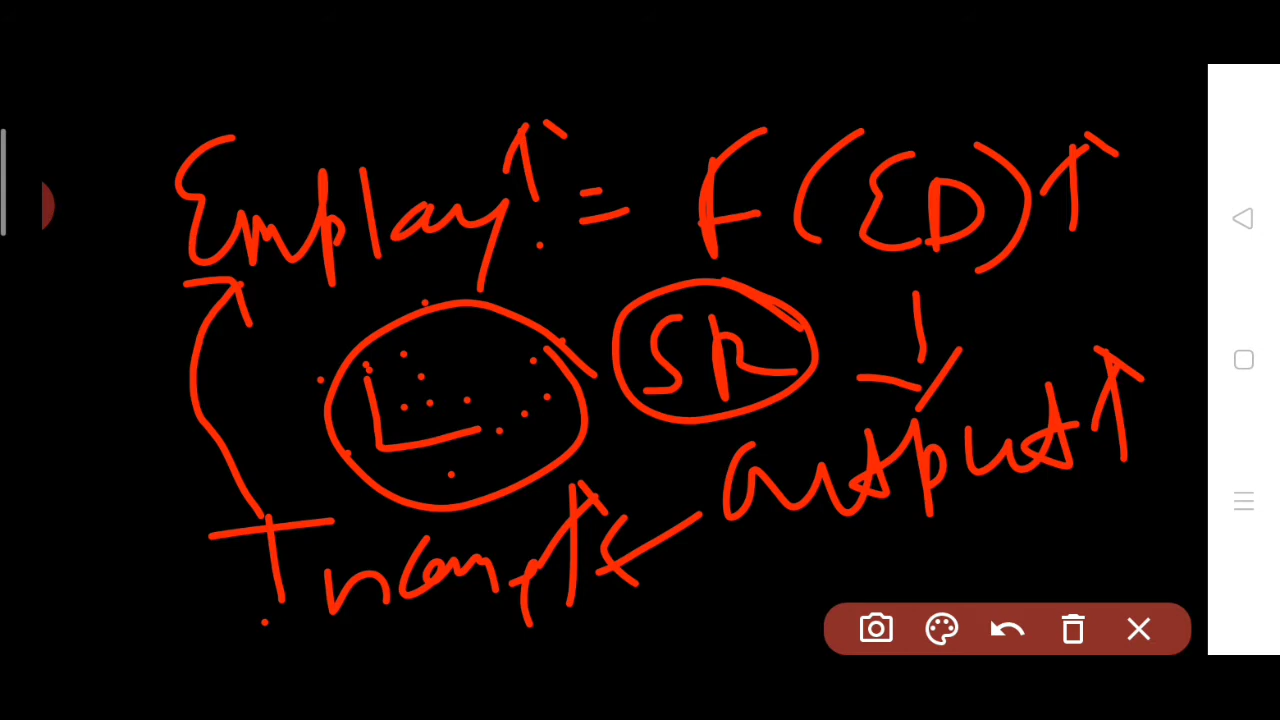 Employ↑ = F(ED)↑
L SR
output↑
Income↑ ←